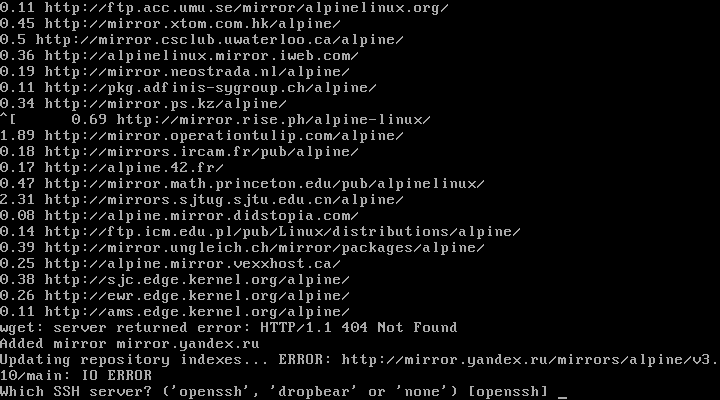 0.11 http://ftp.acc.umu.se/mirror/alpinelinux.org/
0.45 http://mirror.xtom.com.hk/alpine/
0.5 http://mirror.csclub.uwaterloo.ca/alpine/
0.36 http://alpinelinux.mirror.iweb.com/
0.19 http://mirror.neostrada.nl/alpine/
0.11 http://pkg.adfinis-sygroup.ch/alpine/
0.34 http://mirror.ps.kz/alpine/
^[      0.69 http://mirror.rise.ph/alpine-linux/
1.89 http://mirror.operationtulip.com/alpine/
0.18 http://mirrors.ircam.fr/pub/alpine/
0.17 http://alpine.42.fr/
0.47 http://mirror.math.princeton.edu/pub/alpinelinux/
2.31 http://mirrors.sjtug.sjtu.edu.cn/alpine/
0.08 http://alpine.mirror.didstopia.com/
0.14 http://ftp.icm.edu.pl/pub/Linux/distributions/alpine/
0.39 http://mirror.ungleich.ch/mirror/packages/alpine/
0.25 http://alpine.mirror.vexxhost.ca/
0.38 http://sjc.edge.kernel.org/alpine/
0.26 http://ewr.edge.kernel.org/alpine/
0.11 http://ams.edge.kernel.org/alpine/
wget: server returned error: HTTP/1.1 404 Not Found
Added mirror mirror.yandex.ru
Updating repository indexes... ERROR: http://mirror.yandex.ru/mirrors/alpine/v3.
10/main: IO ERROR
Which SSH server? ('openssh', 'dropbear' or 'none') [openssh] _